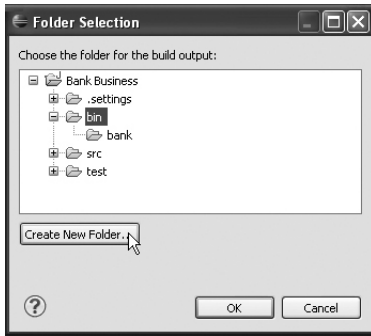 Folder Selection
Choose the folder for the build output:
Bank Business
.settings
bin
bank
src
test
Create New Folder...
?
OK
Cancel